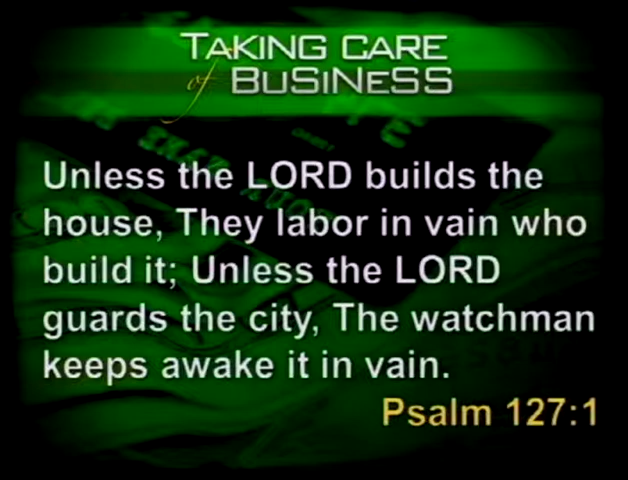 TAKING CARE
of BUSINESS
Unless the LORD builds the
house, They labor in vain who
build it; Unless the LORD
guards the city, The watchman
keeps awake it in vain.
Psalm 127:1